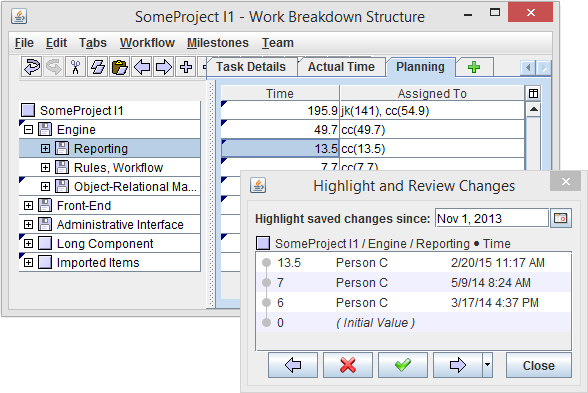 SomeProject I1 - Work Breakdown Structure
File Edit Tabs Workflow Milestones Team
Task Details Actual Time Planning
Time Assigned To
SomeProject I1 195.9 jk(141), cc(54.9)
Engine 49.7 cc(49.7)
Reporting 13.5 cc(13.5)
Rules, Workflow 7.7 cc(7.7)
Object-Relational Ma...
Front-End
Administrative Interface
Long Component
Imported Items
Highlight and Review Changes
Highlight saved changes since: Nov 1, 2013
SomeProject I1 / Engine / Reporting • Time
13.5 Person C 2/20/15 11:17 AM
7 Person C 5/9/14 8:24 AM
6 Person C 3/17/14 4:37 PM
0 ( Initial Value )
Close